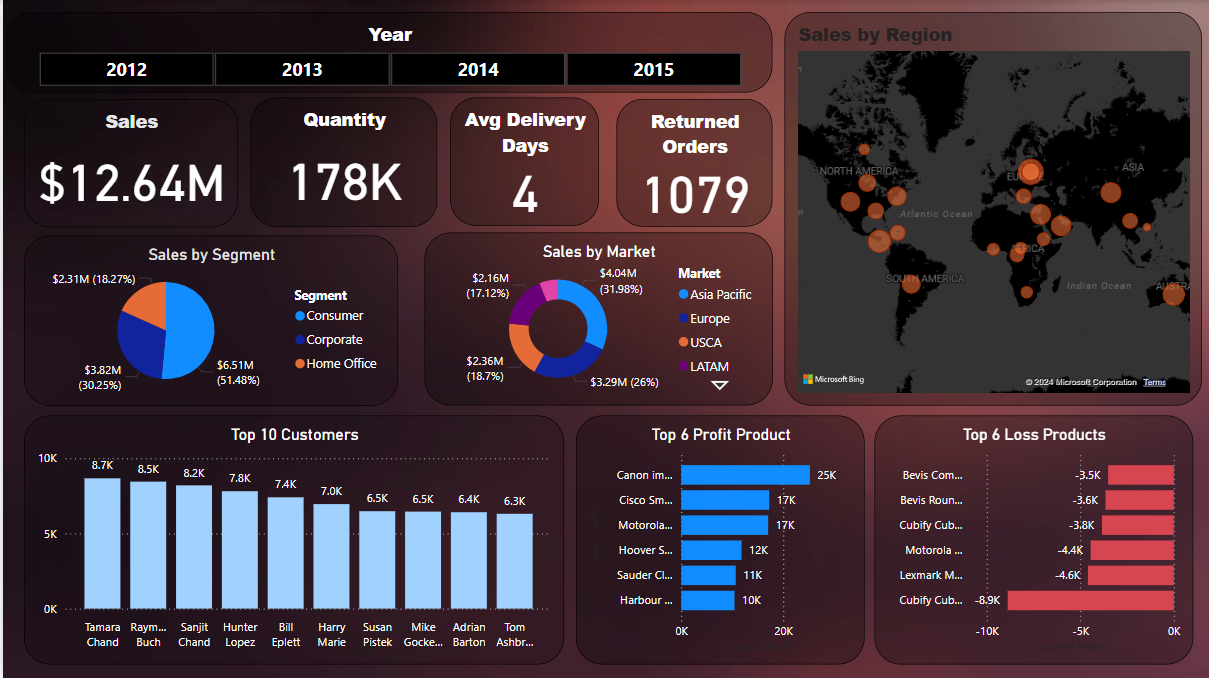 Year
2012
2013
2014
2015
Sales
$12.64M
Quantity
178K
Avg Delivery
Days
4
Returned
Orders
1079
Sales by Region
NORTH AMERICA
EU
ASIA
Atlantic Ocean
RICA
SOUTH AMERICA
Indian Ocean
AUSTRA
Microsoft Bing
© 2024 Microsoft Corporation Terms
Sales by Segment
$2.31M (18.27%)
$3.82M
(30.25%)
$6.51M
(51.48%)
Segment
Consumer
Corporate
Home Office
Sales by Market
$2.16M
(17.12%)
$4.04M
(31.98%)
$2.36M
(18.7%)
$3.29M (26%)
Market
Asia Pacific
Europe
USCA
LATAM
Top 10 Customers
10K
5K
0K
8.7K
8.5K
8.2K
7.8K
7.4K
7.0K
6.5K
6.5K
6.4K
6.3K
Tamara
Chand
Raym...
Buch
Sanjit
Chand
Hunter
Lopez
Bill
Eplett
Harry
Marie
Susan
Pistek
Mike
Gocke...
Adrian
Barton
Tom
Ashbr...
Top 6 Profit Product
Canon im... 25K
Cisco Sm... 17K
Motorola... 17K
Hoover S... 12K
Sauder Cl... 11K
Harbour ... 10K
0K 20K
Top 6 Loss Products
Bevis Com... -3.5K
Bevis Roun... -3.6K
Cubify Cub... -3.8K
Motorola ... -4.4K
Lexmark M... -4.6K
Cubify Cub... -8.9K
-10K -5K 0K